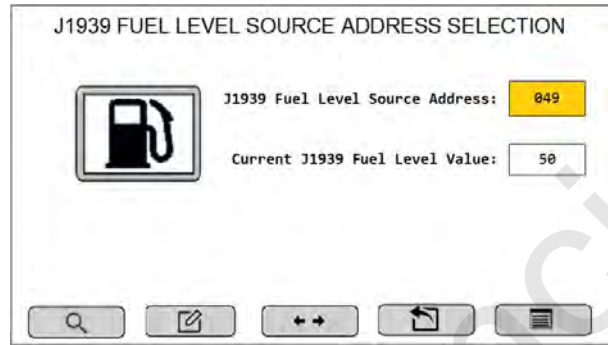 J1939 FUEL LEVEL SOURCE ADDRESS SELECTION
J1939 Fuel Level Source Address: 049
Current J1939 Fuel Level Value: 50